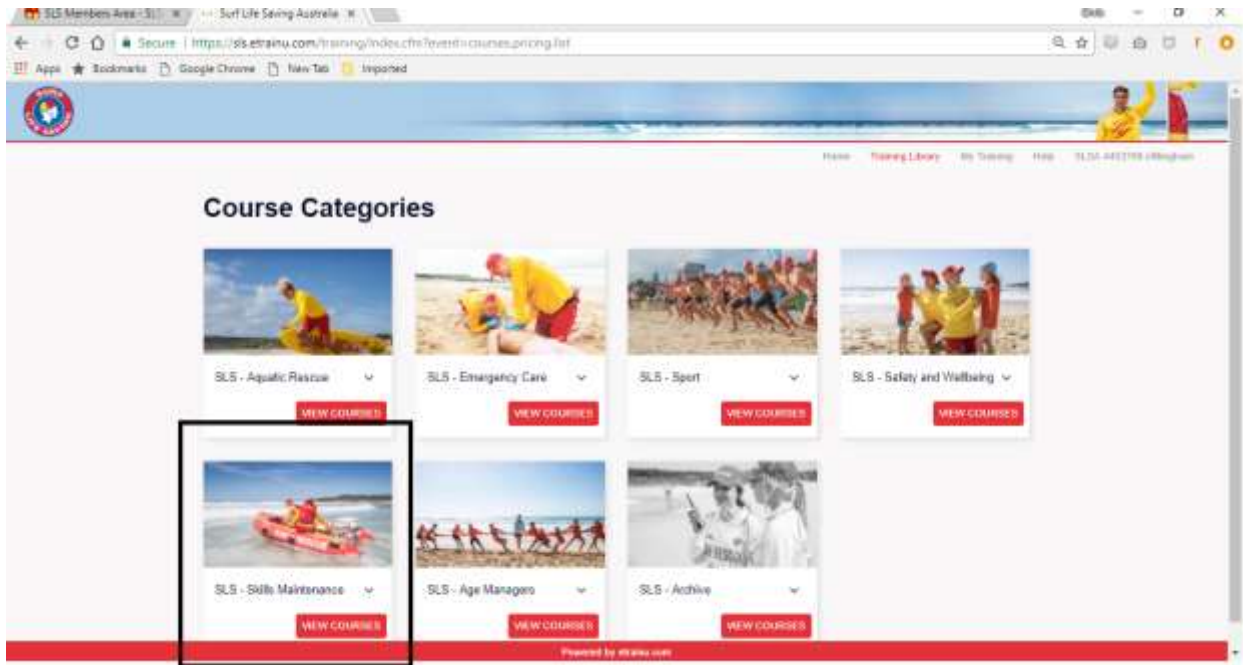 SLS Members Area - SLS
Surf Life Saving Australia
Secure | https://sls.etrainu.com/training/index.cfm?event=courses.pricing.list
Apps Bookmarks Google Chrome New Tab Imported
Home Training Library My Training Help
Course Categories
SLS - Aquatic Rescue SLS - Emergency Care SLS - Sport SLS - Safety and Wellbeing
VIEW COURSES VIEW COURSES VIEW COURSES VIEW COURSES
SLS - Skills Maintenance SLS - Age Managers SLS - Archive
VIEW COURSES VIEW COURSES VIEW COURSES
Powered by etrainu.com